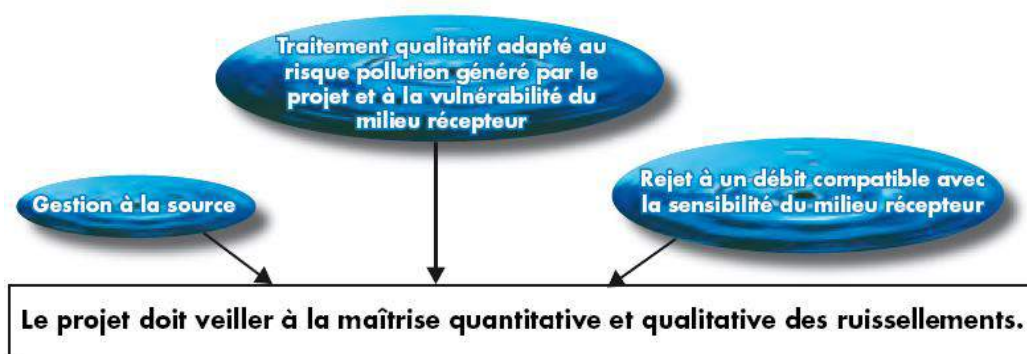 Traitement qualitatif adapté au
risque pollution généré par le
projet et à la vulnérabilité du
milieu récepteur
Gestion à la source
Rejet à un débit compatible avec
la sensibilité du milieu récepteur
Le projet doit veiller à la maîtrise quantitative et qualitative des ruissellements.